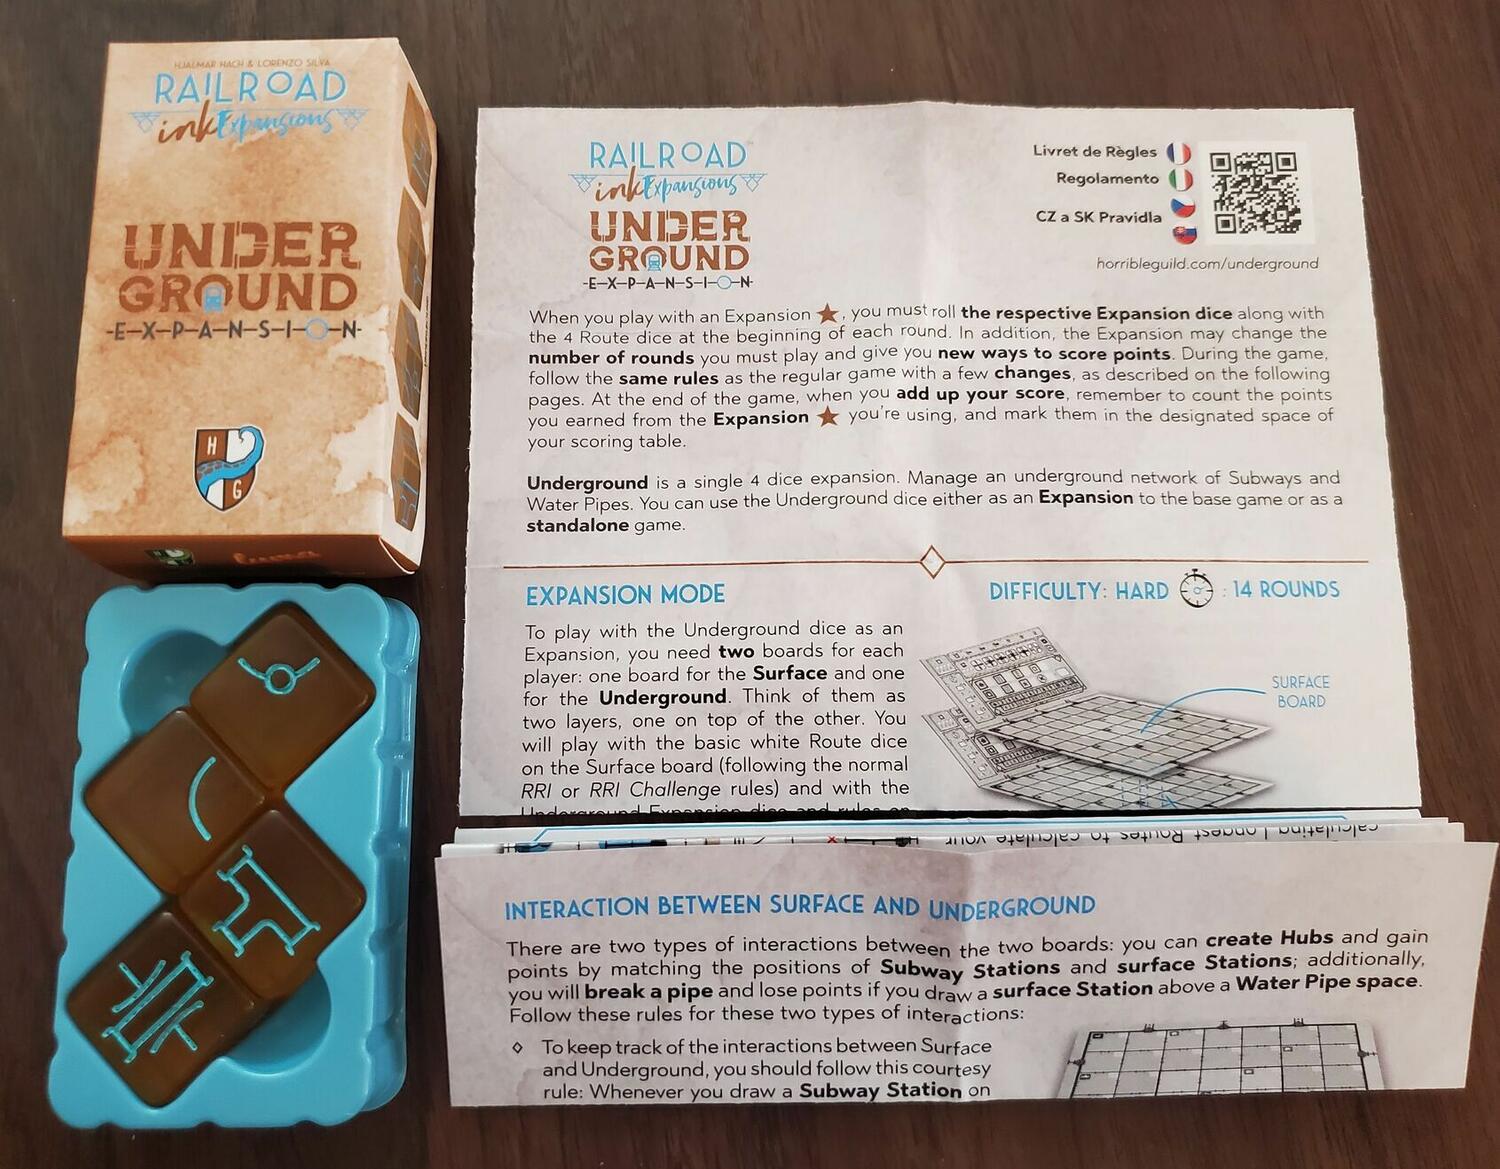 HJALMAR HACH & LORENZO SILVA
RAILROAD
ink Expansions
UNDER
GROUND
-E-X-P-A-N-S-I-O-N-
H
G
RAILROAD
ink Expansions
UNDER
GROUND
-E-X-P-A-N-S-I-O-N-
Livret de Règles
Regolamento
CZ a SK Pravidla
horribleguild.com/underground
When you play with an Expansion ★, you must roll the respective Expansion dice along with
the 4 Route dice at the beginning of each round. In addition, the Expansion may change the
number of rounds you must play and give you new ways to score points. During the game,
follow the same rules as the regular game with a few changes, as described on the following
pages. At the end of the game, when you add up your score, remember to count the points
you earned from the Expansion ★ you're using, and mark them in the designated space of
your scoring table.
Underground is a single 4 dice expansion. Manage an underground network of Subways and
Water Pipes. You can use the Underground dice either as an Expansion to the base game or as a
standalone game.
EXPANSION MODE
DIFFICULTY: HARD : 14 ROUNDS
To play with the Underground dice as an
Expansion, you need two boards for each
player: one board for the Surface and one
for the Underground. Think of them as
two layers, one on top of the other. You
will play with the basic white Route dice
on the Surface board (following the normal
RRI or RRI Challenge rules) and with the
Underground Expansion dice and rules on
SURFACE
BOARD
calculating Longest Routes to calculate your
INTERACTION BETWEEN SURFACE AND UNDERGROUND
There are two types of interactions between the two boards: you can create Hubs and gain
points by matching the positions of Subway Stations and surface Stations; additionally,
you will break a pipe and lose points if you draw a surface Station above a Water Pipe space.
Follow these rules for these two types of interactions:
◊ To keep track of the interactions between Surface
and Underground, you should follow this courtesy
rule: Whenever you draw a Subway Station on